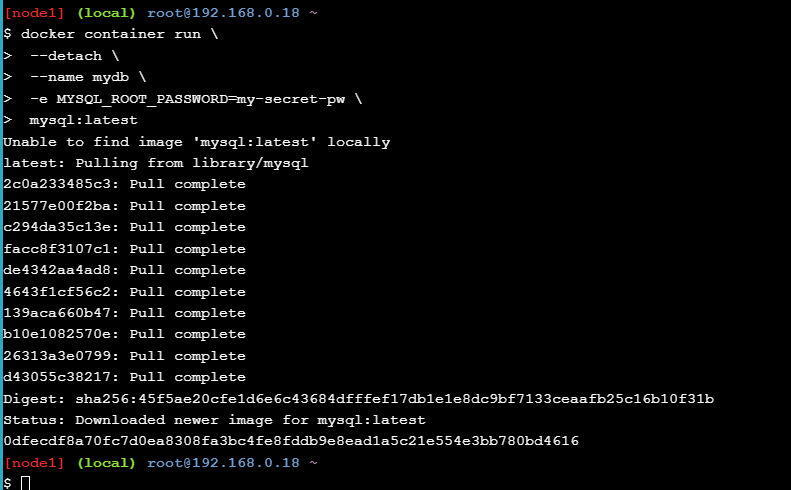 [node1] (local) root@192.168.0.18 ~
$ docker container run \
>  --detach \
>  --name mydb \
>  -e MYSQL_ROOT_PASSWORD=my-secret-pw \
>  mysql:latest
Unable to find image 'mysql:latest' locally
latest: Pulling from library/mysql
2c0a233485c3: Pull complete
21577e00f2ba: Pull complete
c294da35c13e: Pull complete
facc8f3107c1: Pull complete
de4342aa4ad8: Pull complete
4643f1cf56c2: Pull complete
139aca660b47: Pull complete
b10e1082570e: Pull complete
26313a3e0799: Pull complete
d43055c38217: Pull complete
Digest: sha256:45f5ae20cfe1d6e6c43684dfffef17db1e1e8dc9bf7133ceaafb25c16b10f31b
Status: Downloaded newer image for mysql:latest
0dfecdf8a70fc7d0ea8308fa3bc4fe8fddb9e8ead1a5c21e554e3bb780bd4616
[node1] (local) root@192.168.0.18 ~
$